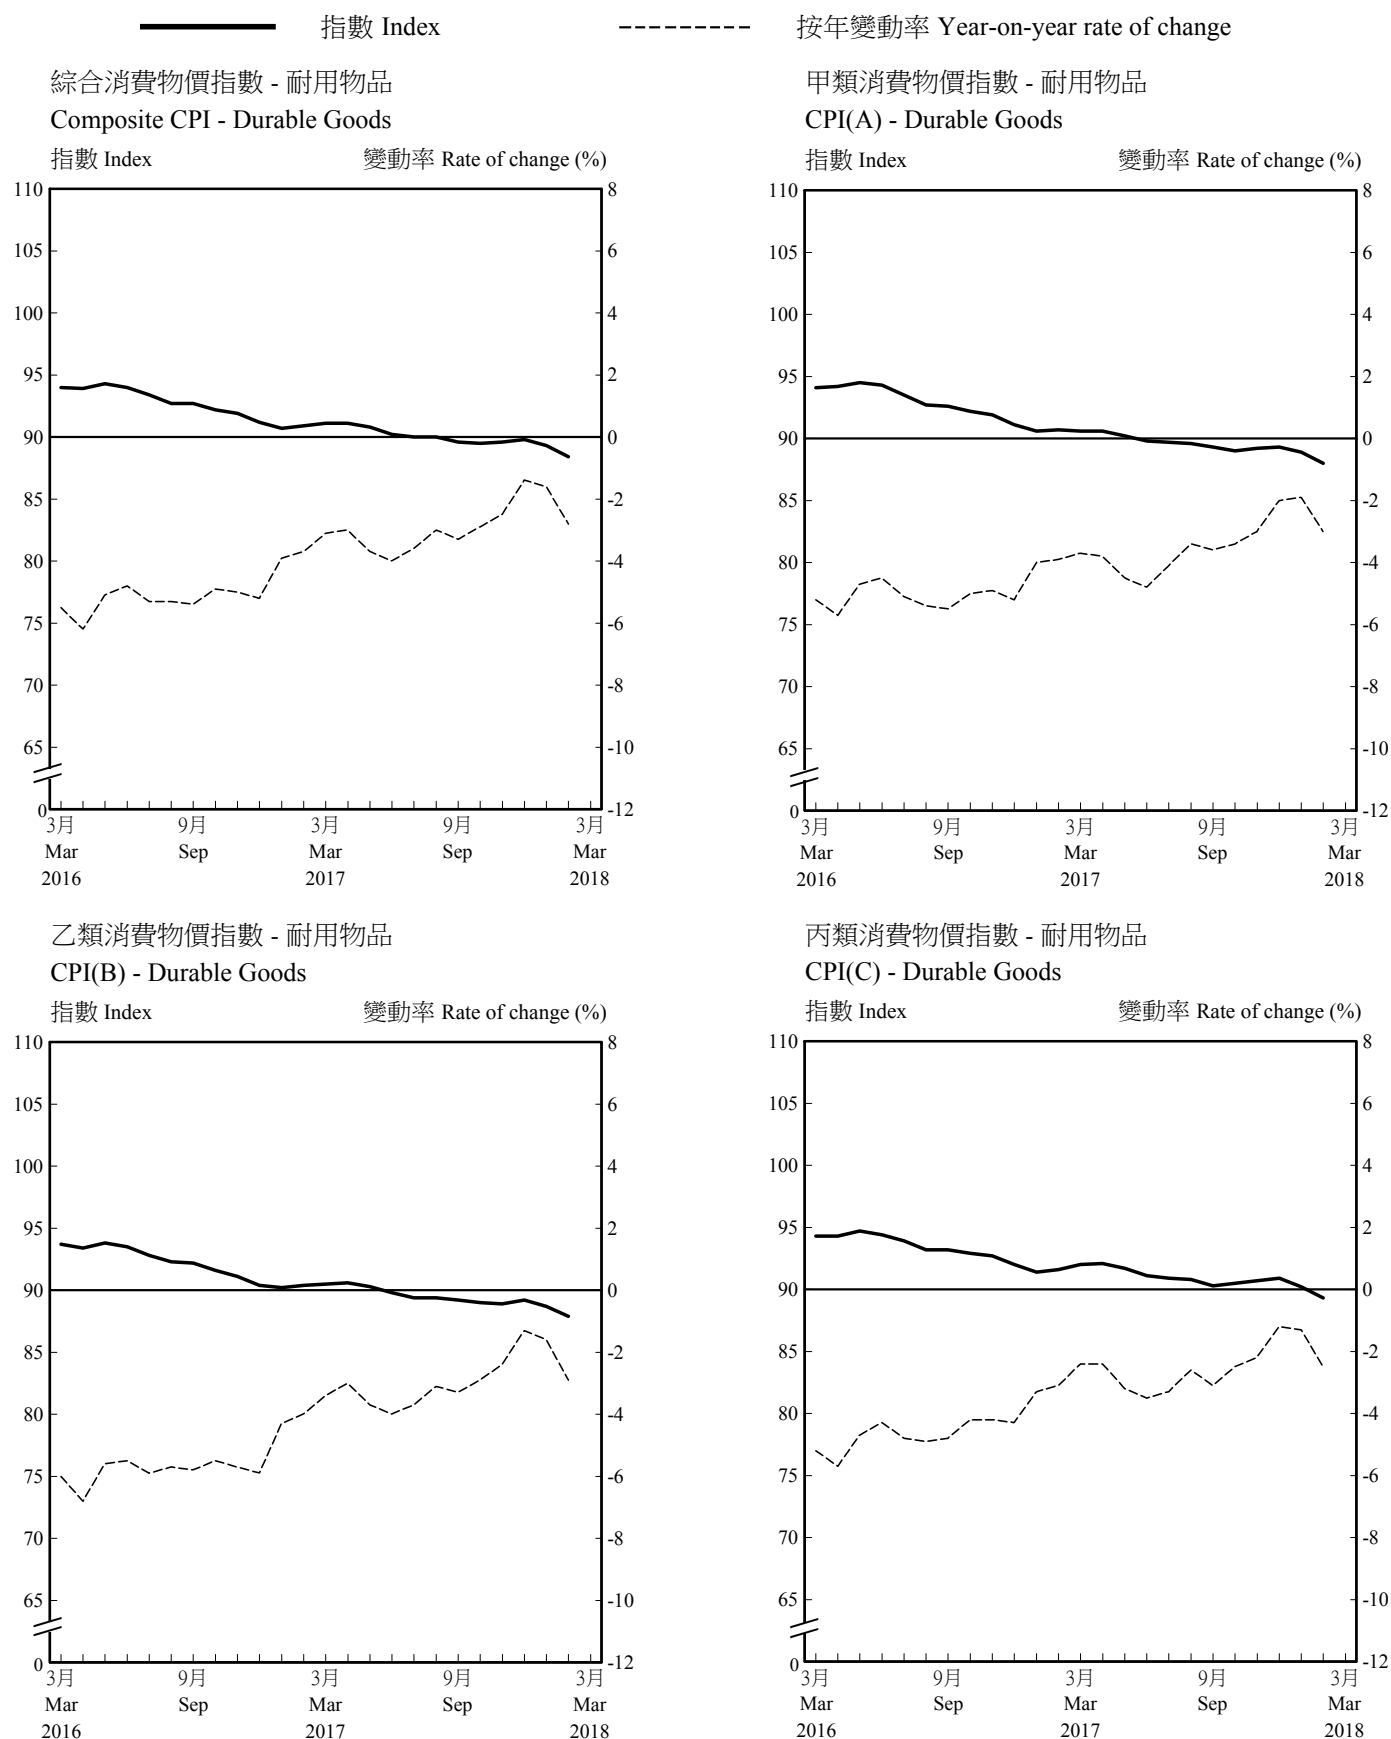 指數 Index 按年變動率 Year-on-year rate of change
綜合消費物價指數 - 耐用物品
Composite CPI - Durable Goods
指數 Index 變動率 Rate of change (%)
110 8
105 6
100 4
95 2
90 0
85 -2
80 -4
75 -6
70 -8
65 -10
0 -12
3月 9月 3月 9月 3月
Mar Sep Mar Sep Mar
2016 2017 2018
甲類消費物價指數 - 耐用物品
CPI(A) - Durable Goods
指數 Index 變動率 Rate of change (%)
110 8
105 6
100 4
95 2
90 0
85 -2
80 -4
75 -6
70 -8
65 -10
0 -12
3月 9月 3月 9月 3月
Mar Sep Mar Sep Mar
2016 2017 2018
乙類消費物價指數 - 耐用物品
CPI(B) - Durable Goods
指數 Index 變動率 Rate of change (%)
110 8
105 6
100 4
95 2
90 0
85 -2
80 -4
75 -6
70 -8
65 -10
0 -12
3月 9月 3月 9月 3月
Mar Sep Mar Sep Mar
2016 2017 2018
丙類消費物價指數 - 耐用物品
CPI(C) - Durable Goods
指數 Index 變動率 Rate of change (%)
110 8
105 6
100 4
95 2
90 0
85 -2
80 -4
75 -6
70 -8
65 -10
0 -12
3月 9月 3月 9月 3月
Mar Sep Mar Sep Mar
2016 2017 2018